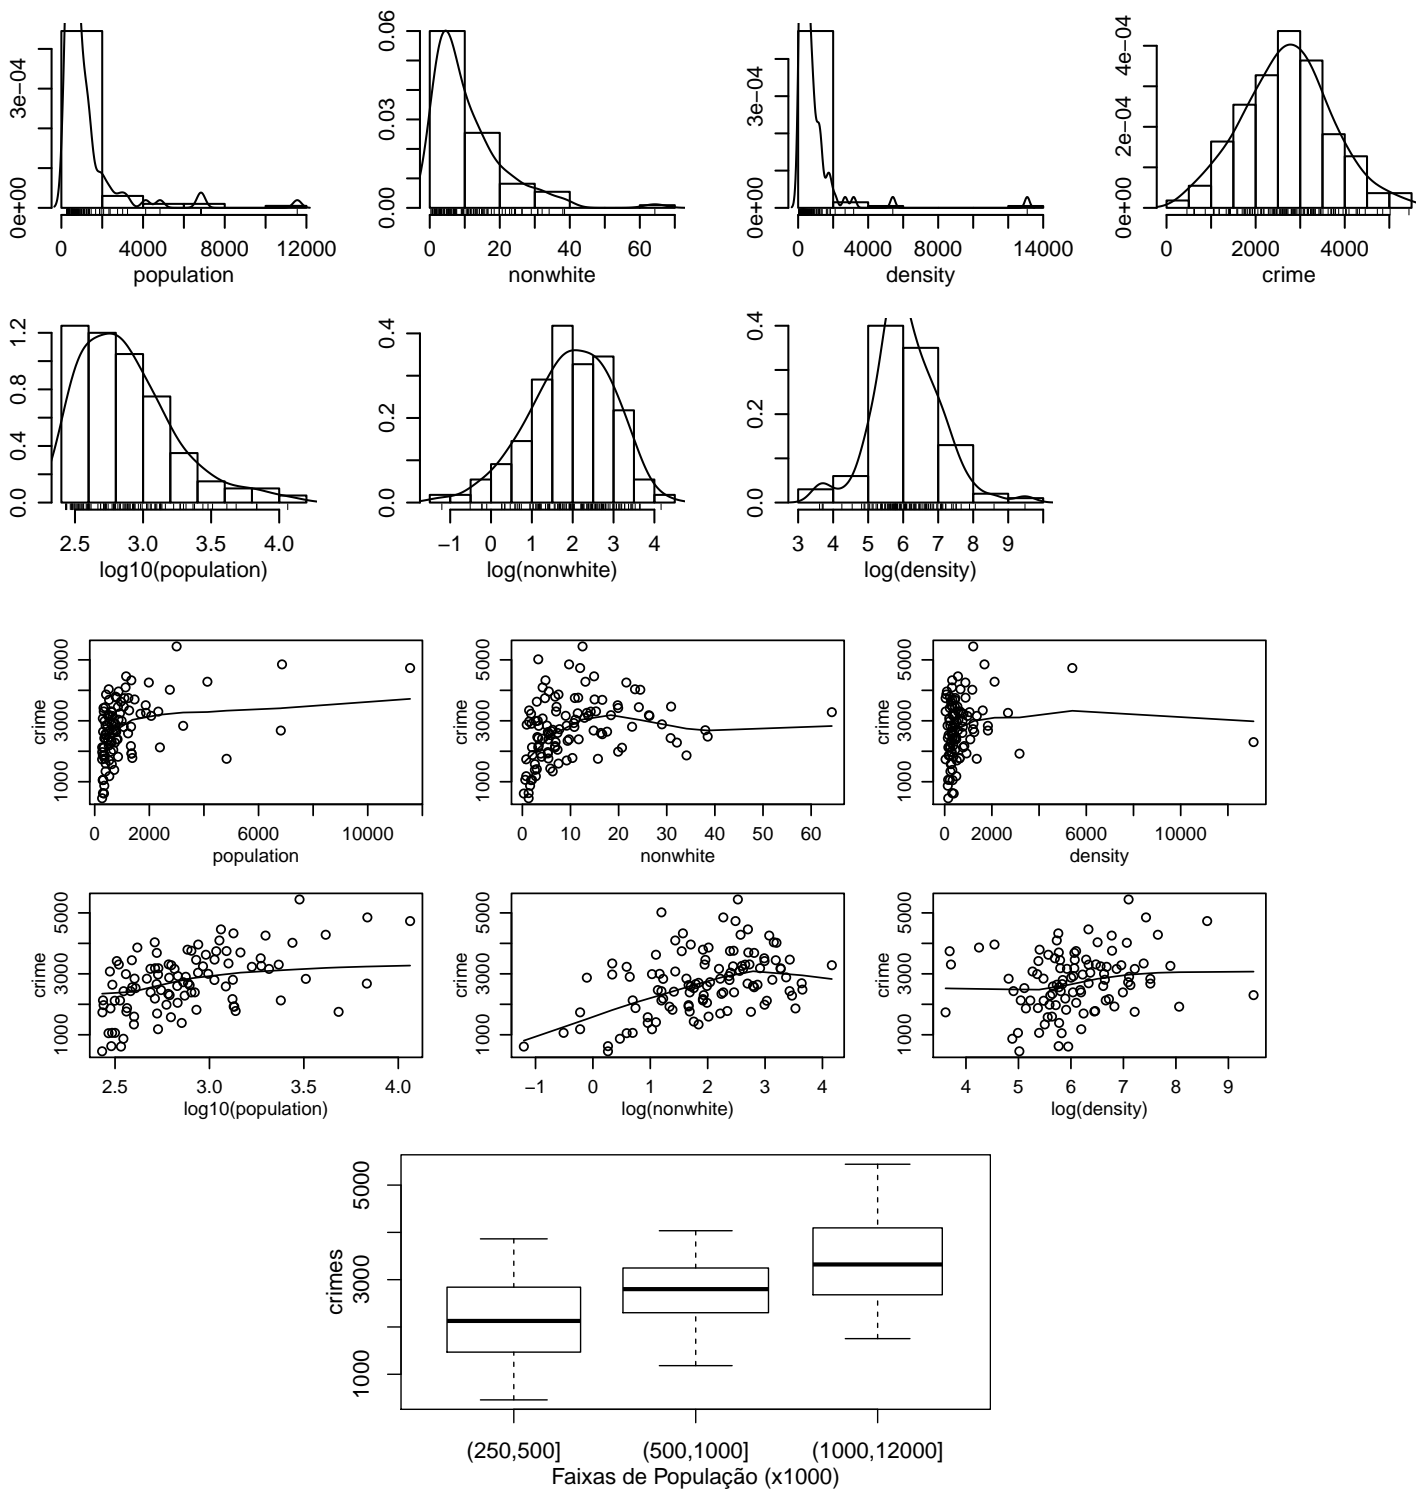 0e+00 3e−04
0 4000 8000 12000
population
0.00 0.03 0.06
0 20 40 60
nonwhite
0e+00 3e−04
0 4000 8000 14000
density
0e+00 2e−04 4e−04
0 2000 4000
crime
0.0 0.4 0.8 1.2
2.5 3.0 3.5 4.0
log10(population)
0.0 0.2 0.4
−1 0 1 2 3 4
log(nonwhite)
0.0 0.2 0.4
3 4 5 6 7 8 9
log(density)
crime
1000 3000 5000
0 2000 6000 10000
population
crime
1000 3000 5000
0 10 20 30 40 50 60
nonwhite
crime
1000 3000 5000
0 2000 6000 10000
density
crime
1000 3000 5000
2.5 3.0 3.5 4.0
log10(population)
crime
1000 3000 5000
−1 0 1 2 3 4
log(nonwhite)
crime
1000 3000 5000
4 5 6 7 8 9
log(density)
crimes
1000 3000 5000
(250,500] (500,1000] (1000,12000]
Faixas de População (x1000)